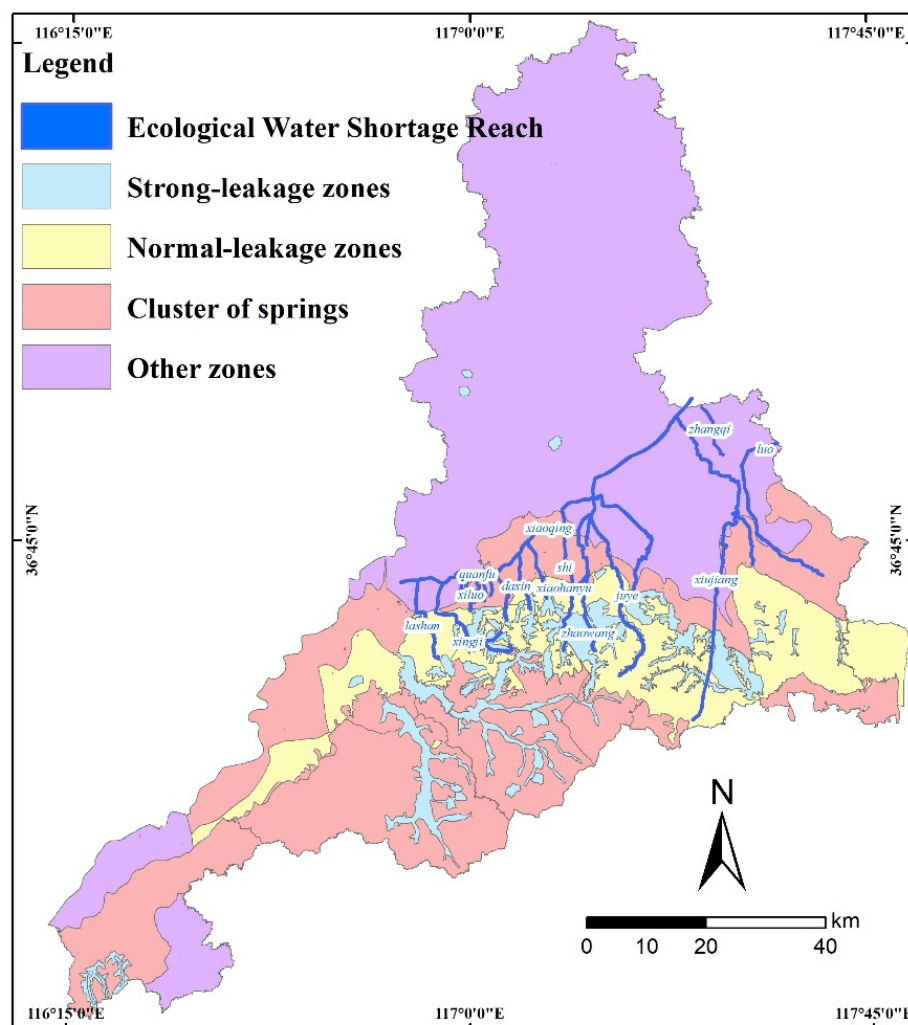 116°15'0"E 117°0'0"E 117°45'0"E
Legend
Ecological Water Shortage Reach
Strong-leakage zones
Normal-leakage zones
Cluster of springs
Other zones
zhangqi
luo
36°45'0"N 36°45'0"N
xiaoqing
quanfu shi
xiluo daxin xiaohanyu juye xiujiang
lashan
xingji zhaowang
N
km
0 10 20 40
116°15'0"E 117°0'0"E 117°45'0"E